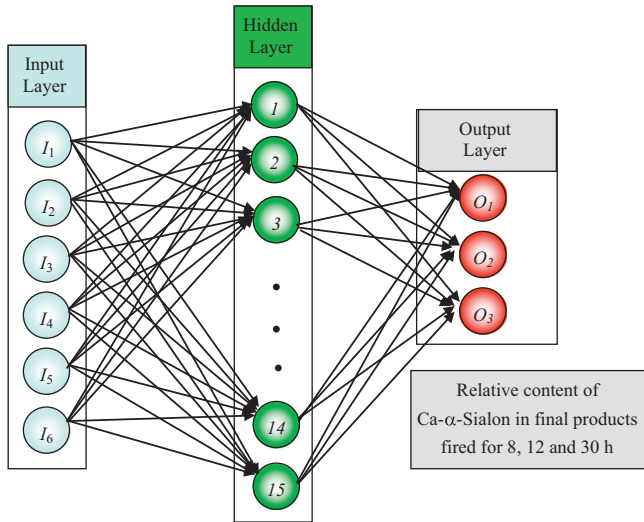 Input
Layer
I1
I2
I3
I4
I5
I6
Hidden
Layer
1
2
3
14
15
Output
Layer
O1
O2
O3
Relative content of
Ca-α-Sialon in final products
fired for 8, 12 and 30 h